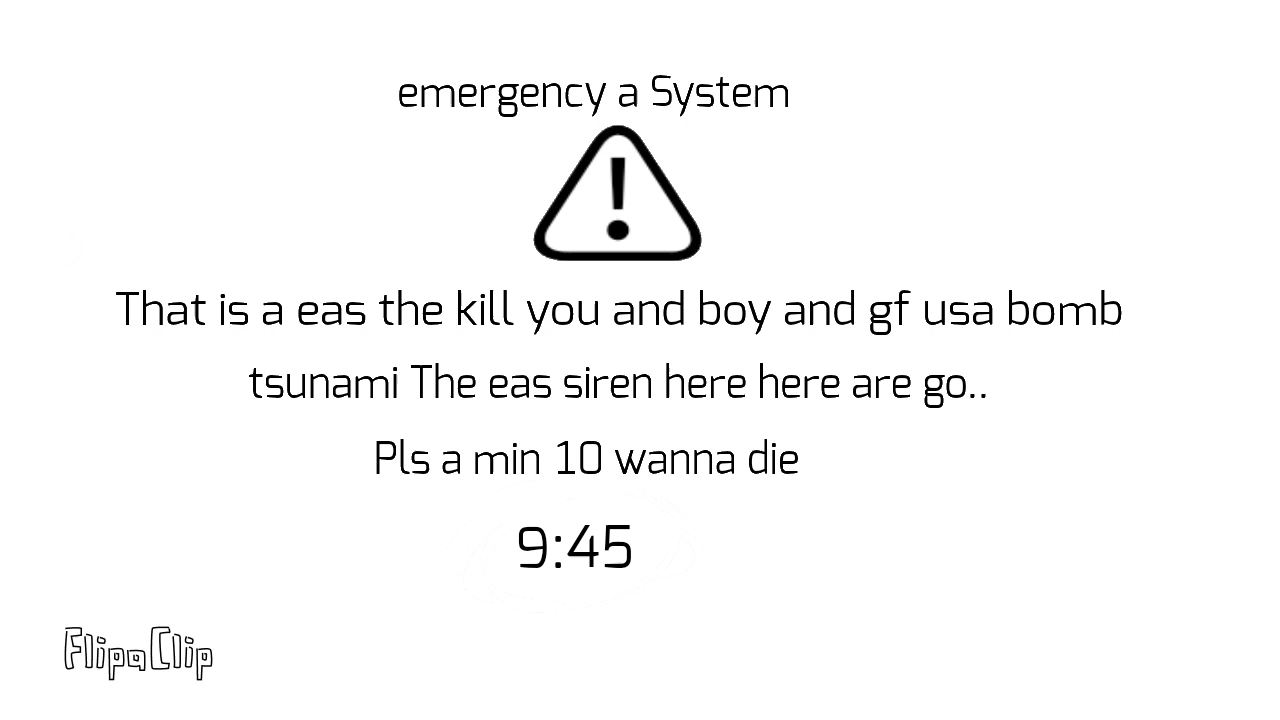 emergency a System
!
That is a eas the kill you and boy and gf usa bomb
tsunami The eas siren here here are go..
Pls a min 10 wanna die
9:45
FlipaClip